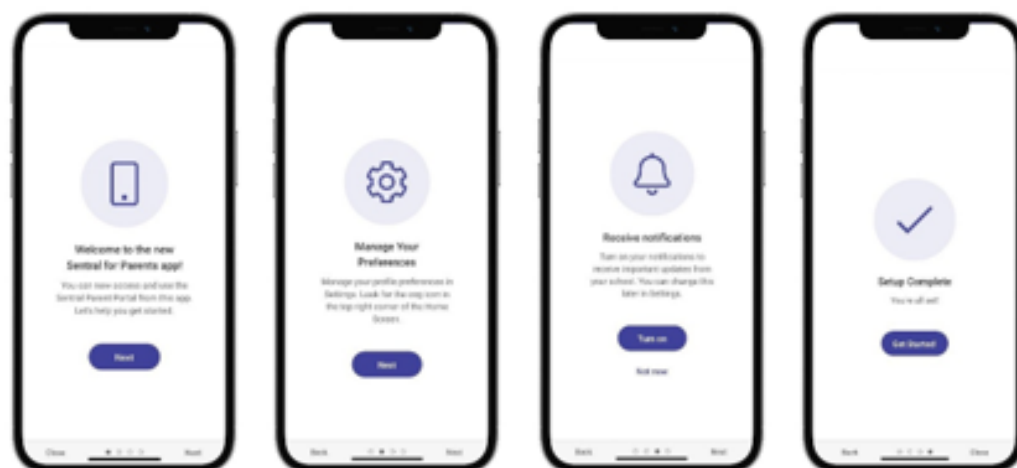 Welcome to the new
Sentral for Parents app!
You can now access and use the
Sentral Parent Portal from this app.
Let's help you get started.
Next
Close
Next
Manage Your
Preferences
Manage your profile preferences in
Settings. Look for the cog icon in
the top right corner of the Home
Screen.
Next
Back
Next
Receive notifications
Turn on your notifications to
receive important updates from
your school. You can change this
later in Settings.
Turn on
Not now
Back
Next
Setup Complete
You're all set!
Get Started
Back
Close